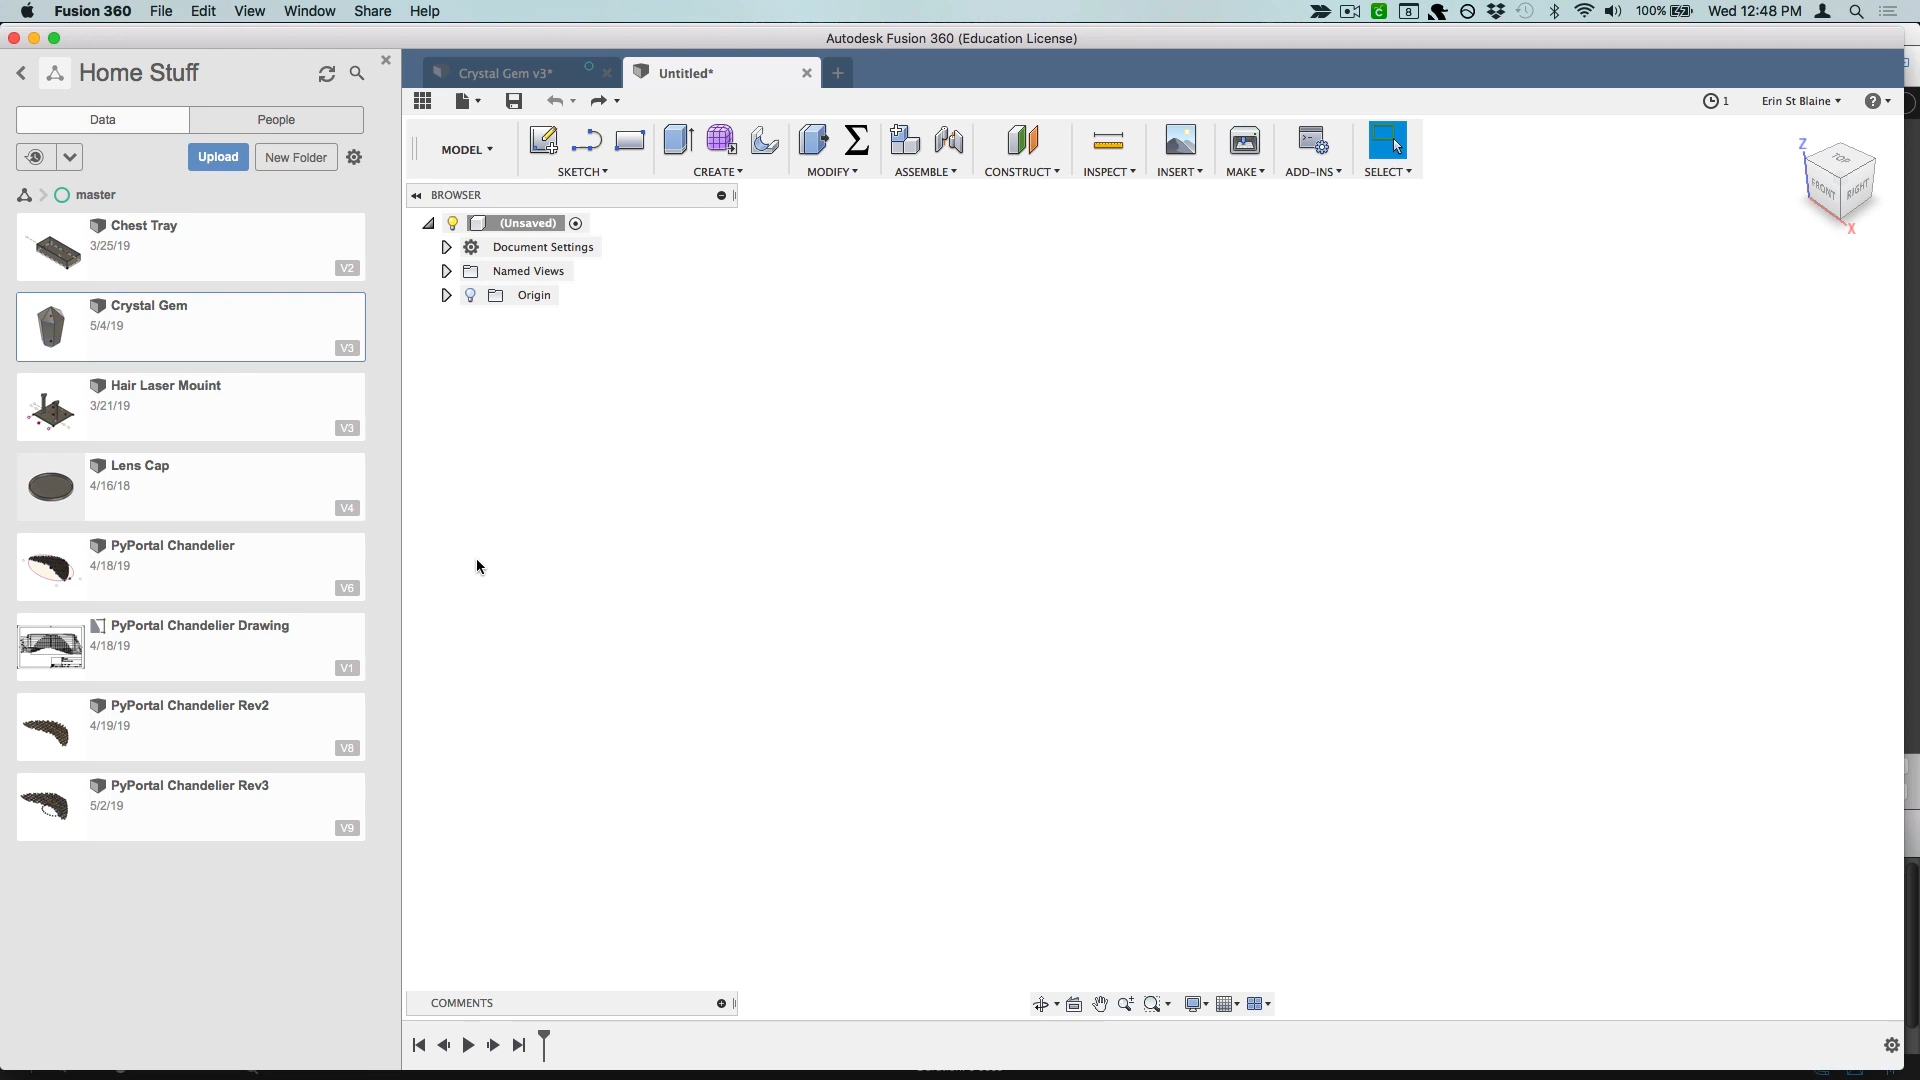 Fusion 360 File Edit View Window Share Help
8 100% Wed 12:48 PM
Autodesk Fusion 360 (Education License)
Home Stuff
Crystal Gem v3*
Untitled*
1 Erin St Blaine ?
Data People
MODEL
SKETCH CREATE MODIFY ASSEMBLE CONSTRUCT INSPECT INSERT MAKE ADD-INS SELECT
Z
TOP
FRONT RIGHT
X
Upload New Folder
master
BROWSER
(Unsaved)
Document Settings
Named Views
Origin
Chest Tray
3/25/19
V2
Crystal Gem
5/4/19
V3
Hair Laser Mouint
3/21/19
V3
Lens Cap
4/16/18
V4
PyPortal Chandelier
4/18/19
V6
PyPortal Chandelier Drawing
4/18/19
V1
PyPortal Chandelier Rev2
4/19/19
V8
PyPortal Chandelier Rev3
5/2/19
V9
COMMENTS